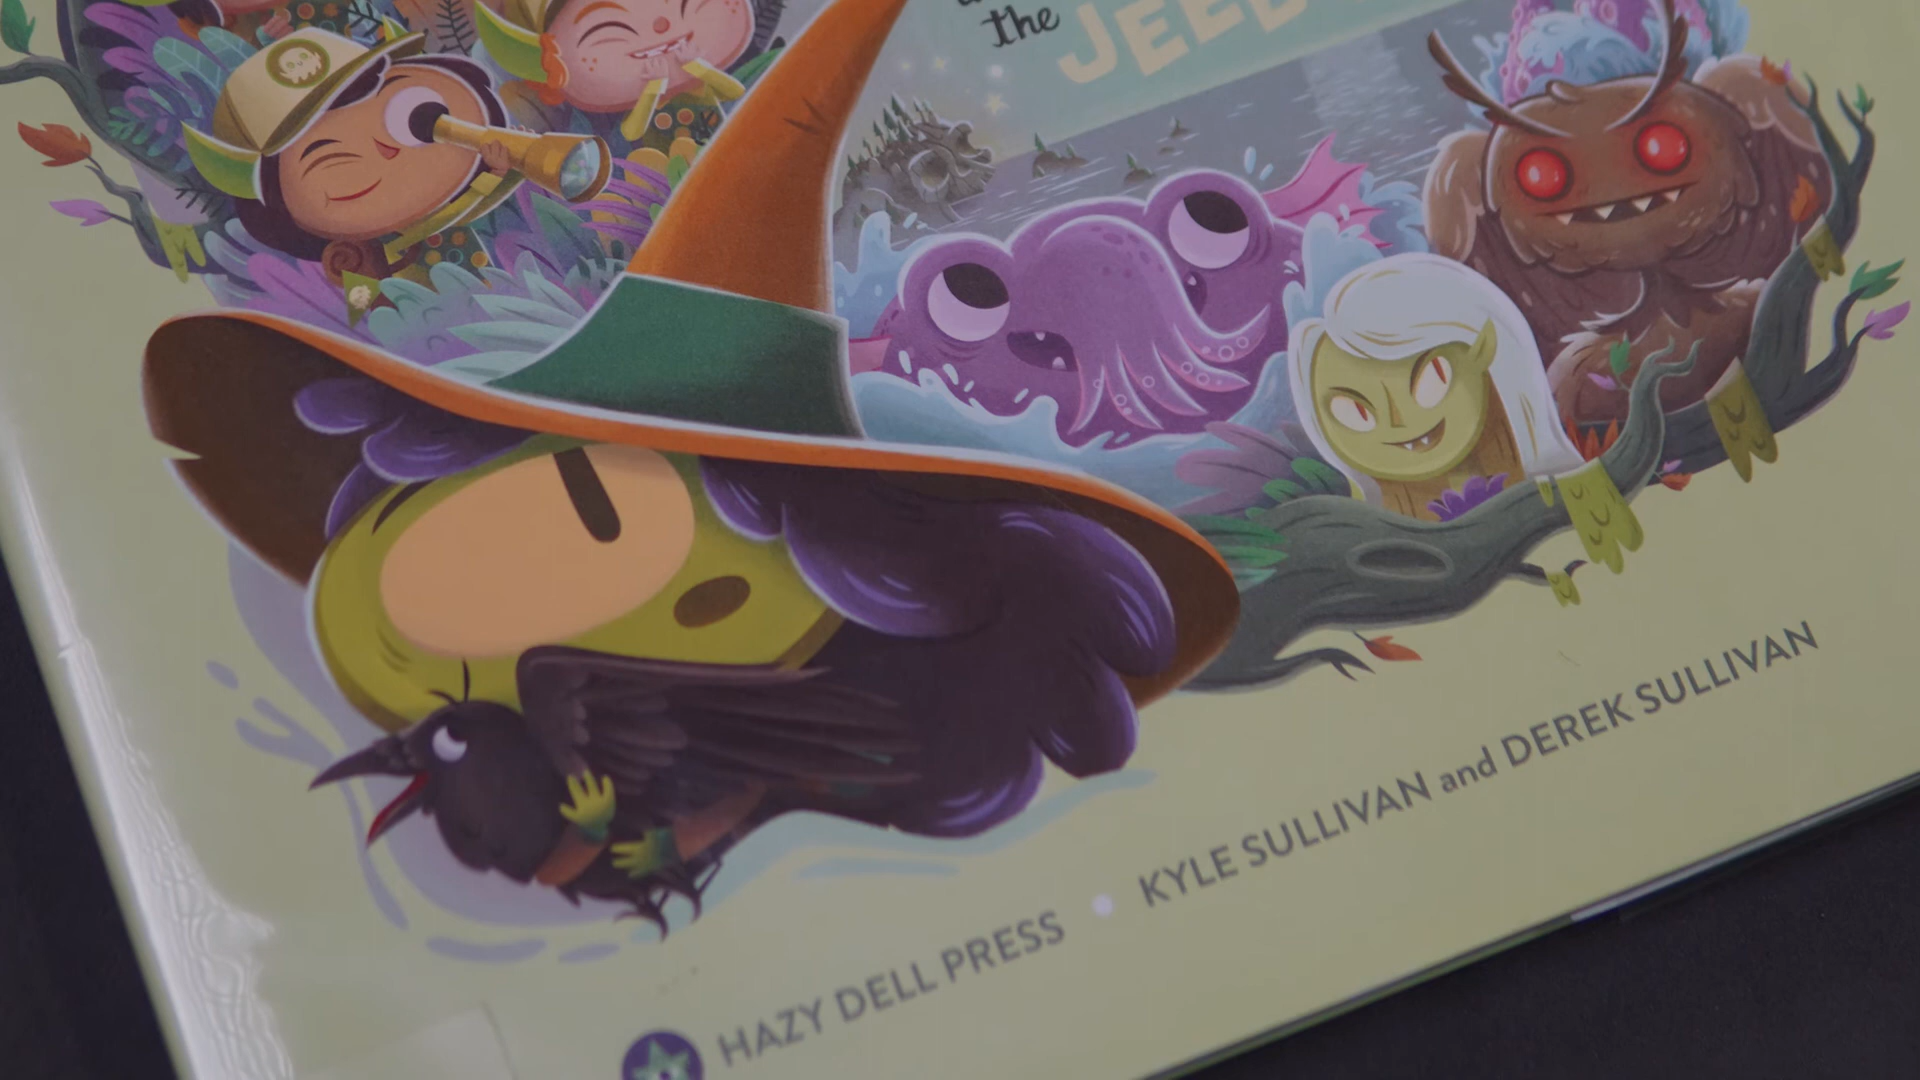 the
HAZY DELL PRESS • KYLE SULLIVAN and DEREK SULLIVAN